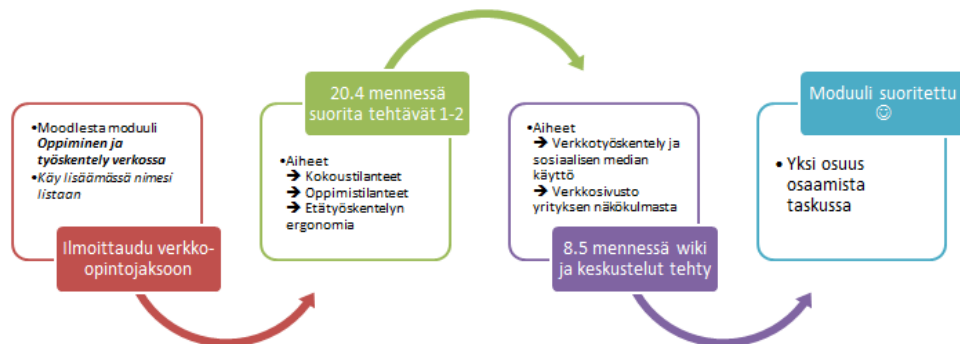 •Moodlesta moduuli
Oppiminen ja
työskentely verkossa
•Käy lisäämässä nimesi
listaan
Ilmoittaudu verkko-
opintojaksoon
20.4 mennessä
suorita tehtävät 1-2
•Aiheet
➔ Kokoustilanteet
➔ Oppimistilanteet
➔ Etätyöskentelyn
ergonomia
•Aiheet
➔ Verkkotyöskentely ja
sosiaalisen median
käyttö
➔ Verkkosivusto
yrityksen näkökulmasta
8.5 mennessä wiki
ja keskustelut tehty
Moduuli suoritettu
☺
• Yksi osuus
osaamista
taskussa